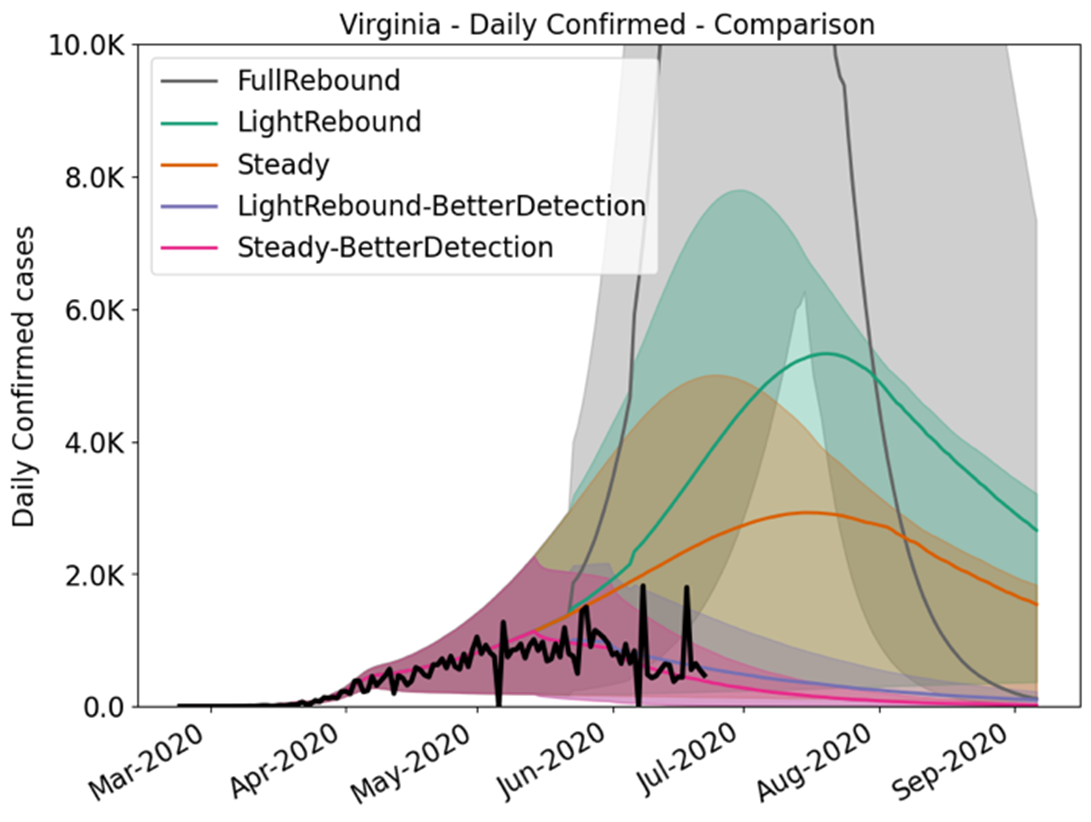 Virginia - Daily Confirmed - Comparison
10.0K
8.0K
6.0K
4.0K
2.0K
0.0
Daily Confirmed cases
FullRebound
LightRebound
Steady
LightRebound-BetterDetection
Steady-BetterDetection
Mar-2020
Apr-2020
May-2020
Jun-2020
Jul-2020
Aug-2020
Sep-2020